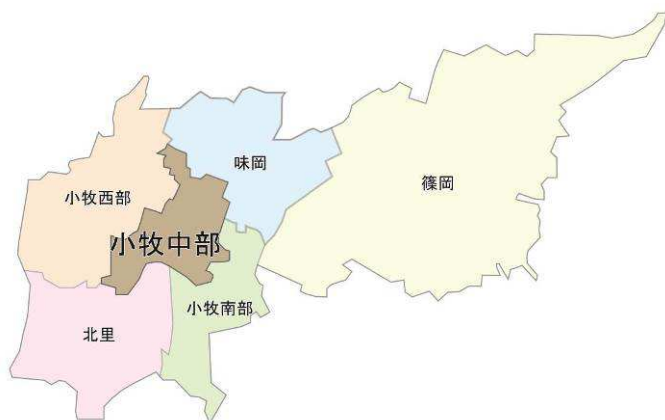 味岡
篠岡
小牧西部
小牧中部
小牧南部
北里